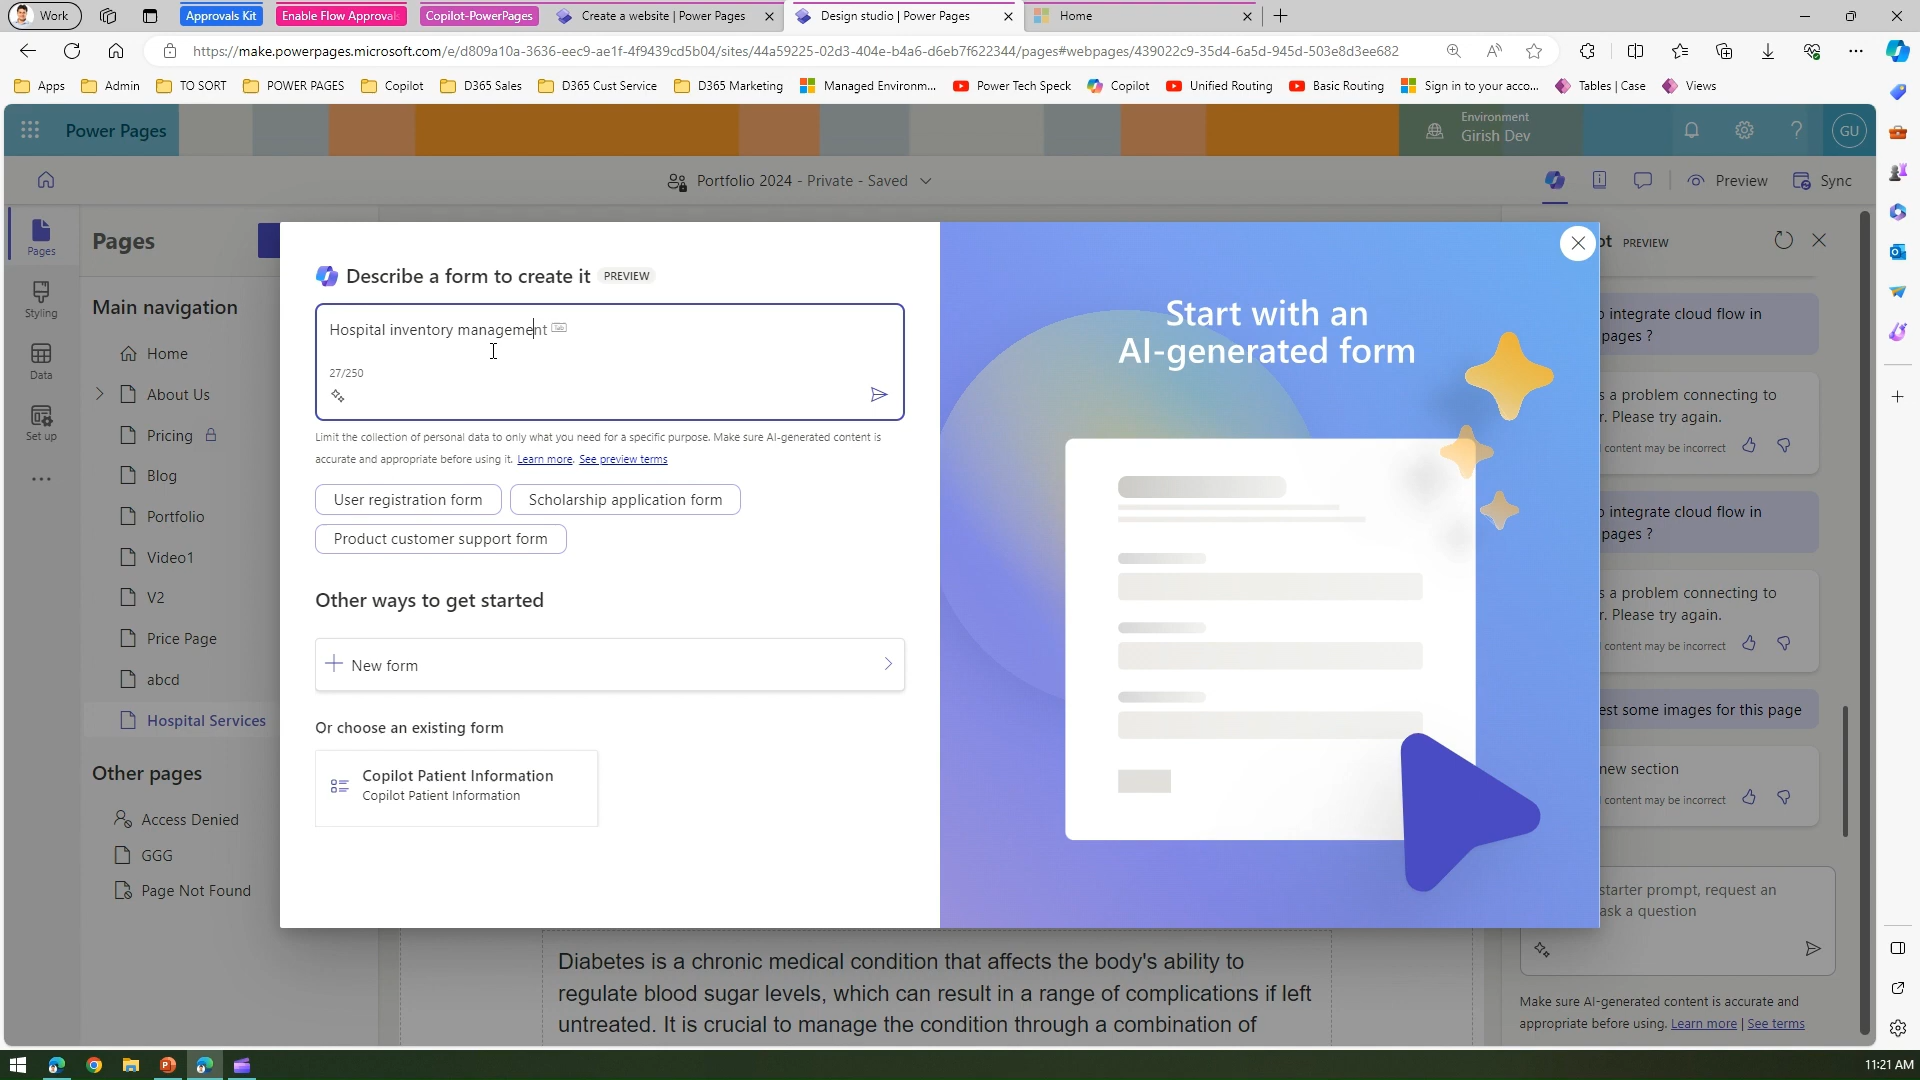 Work
Approvals Kit
Enable Flow Approvals
Copilot-PowerPages
Create a website | Power Pages
Design studio | Power Pages
Home
https://make.powerpages.microsoft.com/e/d809a10a-3636-eec9-ae1f-4f9439cd5b04/sites/44a59225-02d3-404e-b4a6-d6eb7f622344/pages#webpages/439022c9-35d4-6a5d-945d-503e8d3ee682
Apps
Admin
TO SORT
POWER PAGES
Copilot
D365 Sales
D365 Cust Service
D365 Marketing
Managed Environm...
Power Tech Speck
Copilot
Unified Routing
Basic Routing
Sign in to your acco...
Tables | Case
Views
Power Pages
Environment
Girish Dev
GU
Portfolio 2024 - Private - Saved
Preview
Sync
Pages
Styling
Data
Set up
Pages
Main navigation
Home
About Us
Pricing
Blog
Portfolio
Video1
V2
Price Page
abcd
Hospital Services
Other pages
Access Denied
GGG
Page Not Found
Describe a form to create it PREVIEW
Hospital inventory management Tab
27/250
Limit the collection of personal data to only what you need for a specific purpose. Make sure AI-generated content is
accurate and appropriate before using it. Learn more. See preview terms
User registration form
Scholarship application form
Product customer support form
Other ways to get started
New form
Or choose an existing form
Copilot Patient Information
Copilot Patient Information
Start with an
AI-generated form
ot PREVIEW
o integrate cloud flow in
pages ?
s a problem connecting to
r. Please try again.
content may be incorrect
o integrate cloud flow in
pages ?
s a problem connecting to
r. Please try again.
content may be incorrect
est some images for this page
new section
content may be incorrect
starter prompt, request an
ask a question
Make sure AI-generated content is accurate and
appropriate before using. Learn more | See terms
Diabetes is a chronic medical condition that affects the body's ability to
regulate blood sugar levels, which can result in a range of complications if left
untreated. It is crucial to manage the condition through a combination of
11:21 AM